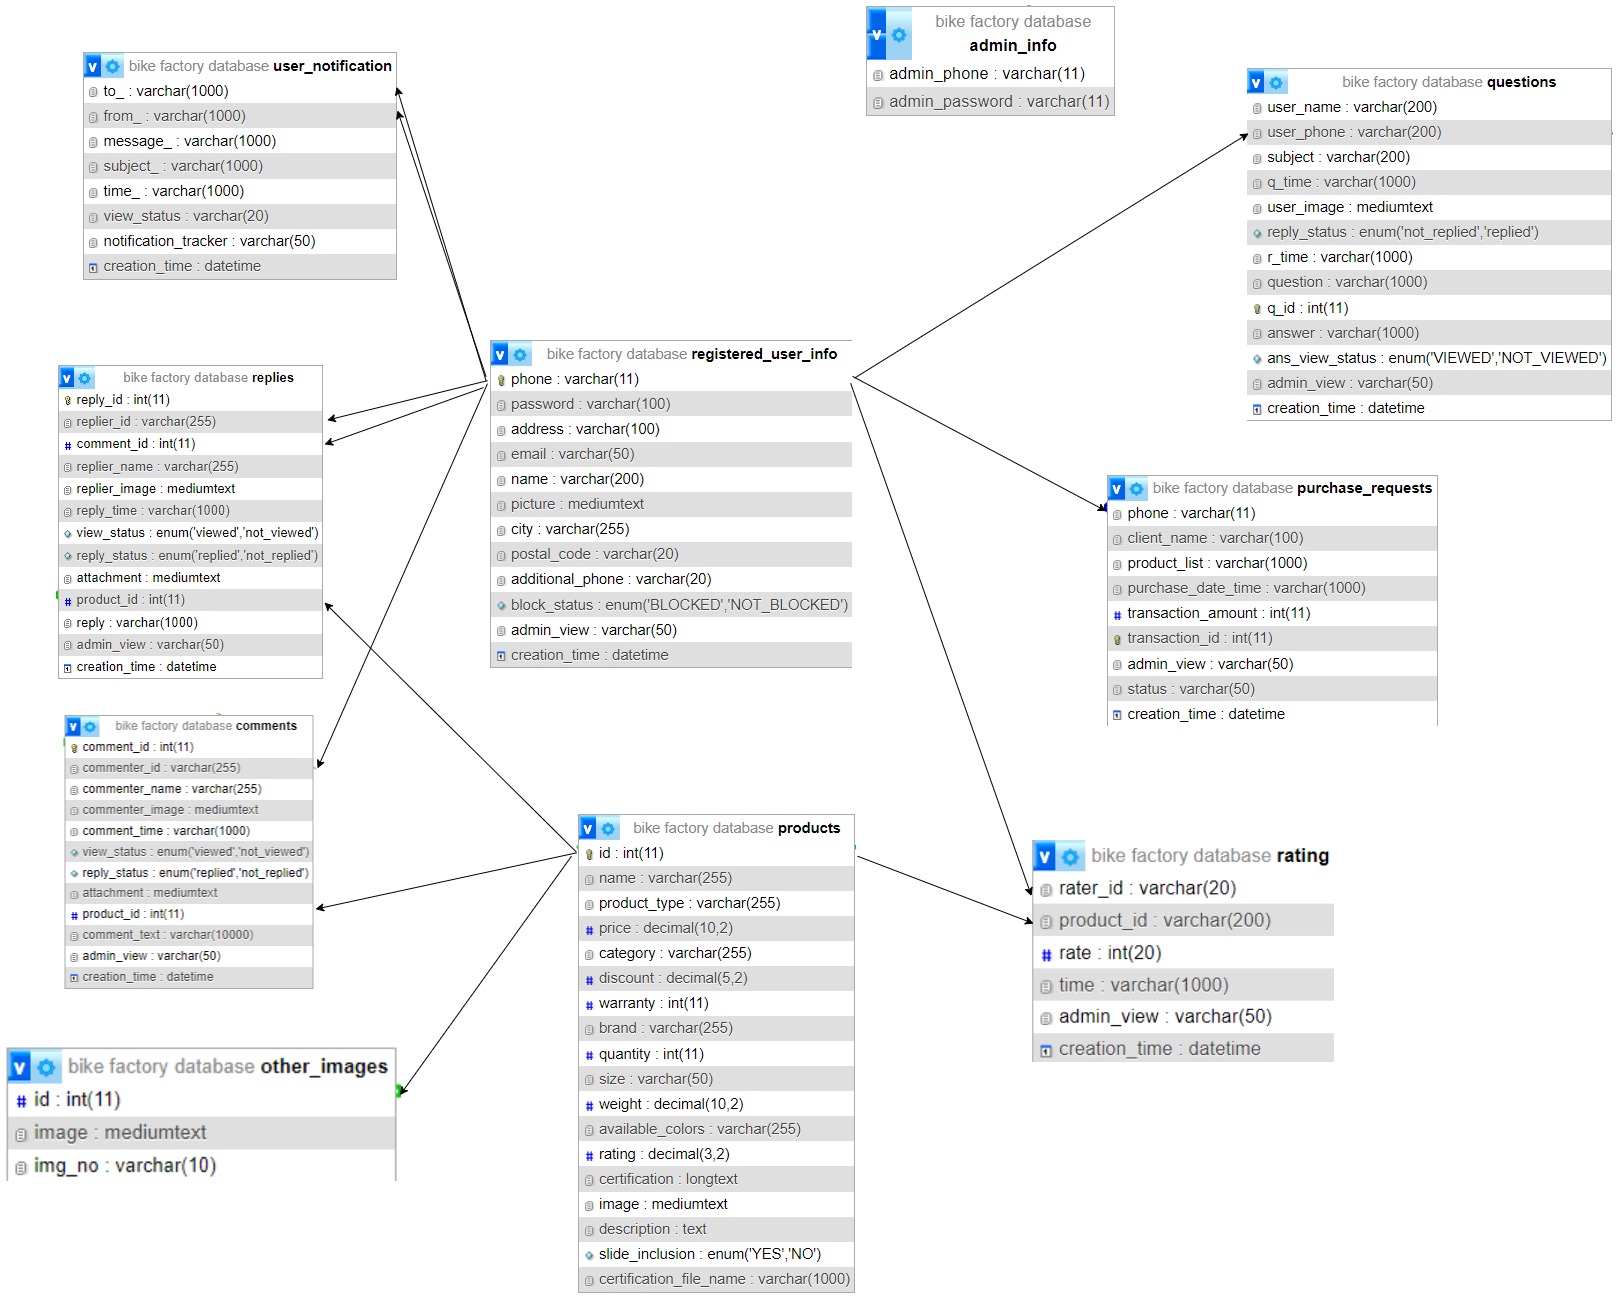 bike factory database user_notification
to_ : varchar(1000)
from_ : varchar(1000)
message_ : varchar(1000)
subject_ : varchar(1000)
time_ : varchar(1000)
view_status : varchar(20)
notification_tracker : varchar(50)
creation_time : datetime
bike factory database
admin_info
admin_phone : varchar(11)
admin_password : varchar(11)
bike factory database questions
user_name : varchar(200)
user_phone : varchar(200)
subject : varchar(200)
q_time : varchar(1000)
user_image : mediumtext
reply_status : enum('not_replied','replied')
r_time : varchar(1000)
question : varchar(1000)
q_id : int(11)
answer : varchar(1000)
ans_view_status : enum('VIEWED','NOT_VIEWED')
admin_view : varchar(50)
creation_time : datetime
bike factory database replies
reply_id : int(11)
replier_id : varchar(255)
comment_id : int(11)
replier_name : varchar(255)
replier_image : mediumtext
reply_time : varchar(1000)
view_status : enum('viewed','not_viewed')
reply_status : enum('replied','not_replied')
attachment : mediumtext
product_id : int(11)
reply : varchar(1000)
admin_view : varchar(50)
creation_time : datetime
bike factory database registered_user_info
phone : varchar(11)
password : varchar(100)
address : varchar(100)
email : varchar(50)
name : varchar(200)
picture : mediumtext
city : varchar(255)
postal_code : varchar(20)
additional_phone : varchar(20)
block_status : enum('BLOCKED','NOT_BLOCKED')
admin_view : varchar(50)
creation_time : datetime
bike factory database purchase_requests
phone : varchar(11)
client_name : varchar(100)
product_list : varchar(1000)
purchase_date_time : varchar(1000)
transaction_amount : int(11)
transaction_id : int(11)
admin_view : varchar(50)
status : varchar(50)
creation_time : datetime
bike factory database comments
comment_id : int(11)
commenter_id : varchar(255)
commenter_name : varchar(255)
commenter_image : mediumtext
comment_time : varchar(1000)
view_status : enum('viewed','not_viewed')
reply_status : enum('replied','not_replied')
attachment : mediumtext
product_id : int(11)
comment_text : varchar(10000)
admin_view : varchar(50)
creation_time : datetime
bike factory database products
id : int(11)
name : varchar(255)
product_type : varchar(255)
price : decimal(10,2)
category : varchar(255)
discount : decimal(5,2)
warranty : int(11)
brand : varchar(255)
quantity : int(11)
size : varchar(50)
weight : decimal(10,2)
available_colors : varchar(255)
rating : decimal(3,2)
certification : longtext
image : mediumtext
description : text
slide_inclusion : enum('YES','NO')
certification_file_name : varchar(1000)
bike factory database rating
rater_id : varchar(20)
product_id : varchar(200)
rate : int(20)
time : varchar(1000)
admin_view : varchar(50)
creation_time : datetime
bike factory database other_images
id : int(11)
image : mediumtext
img_no : varchar(10)